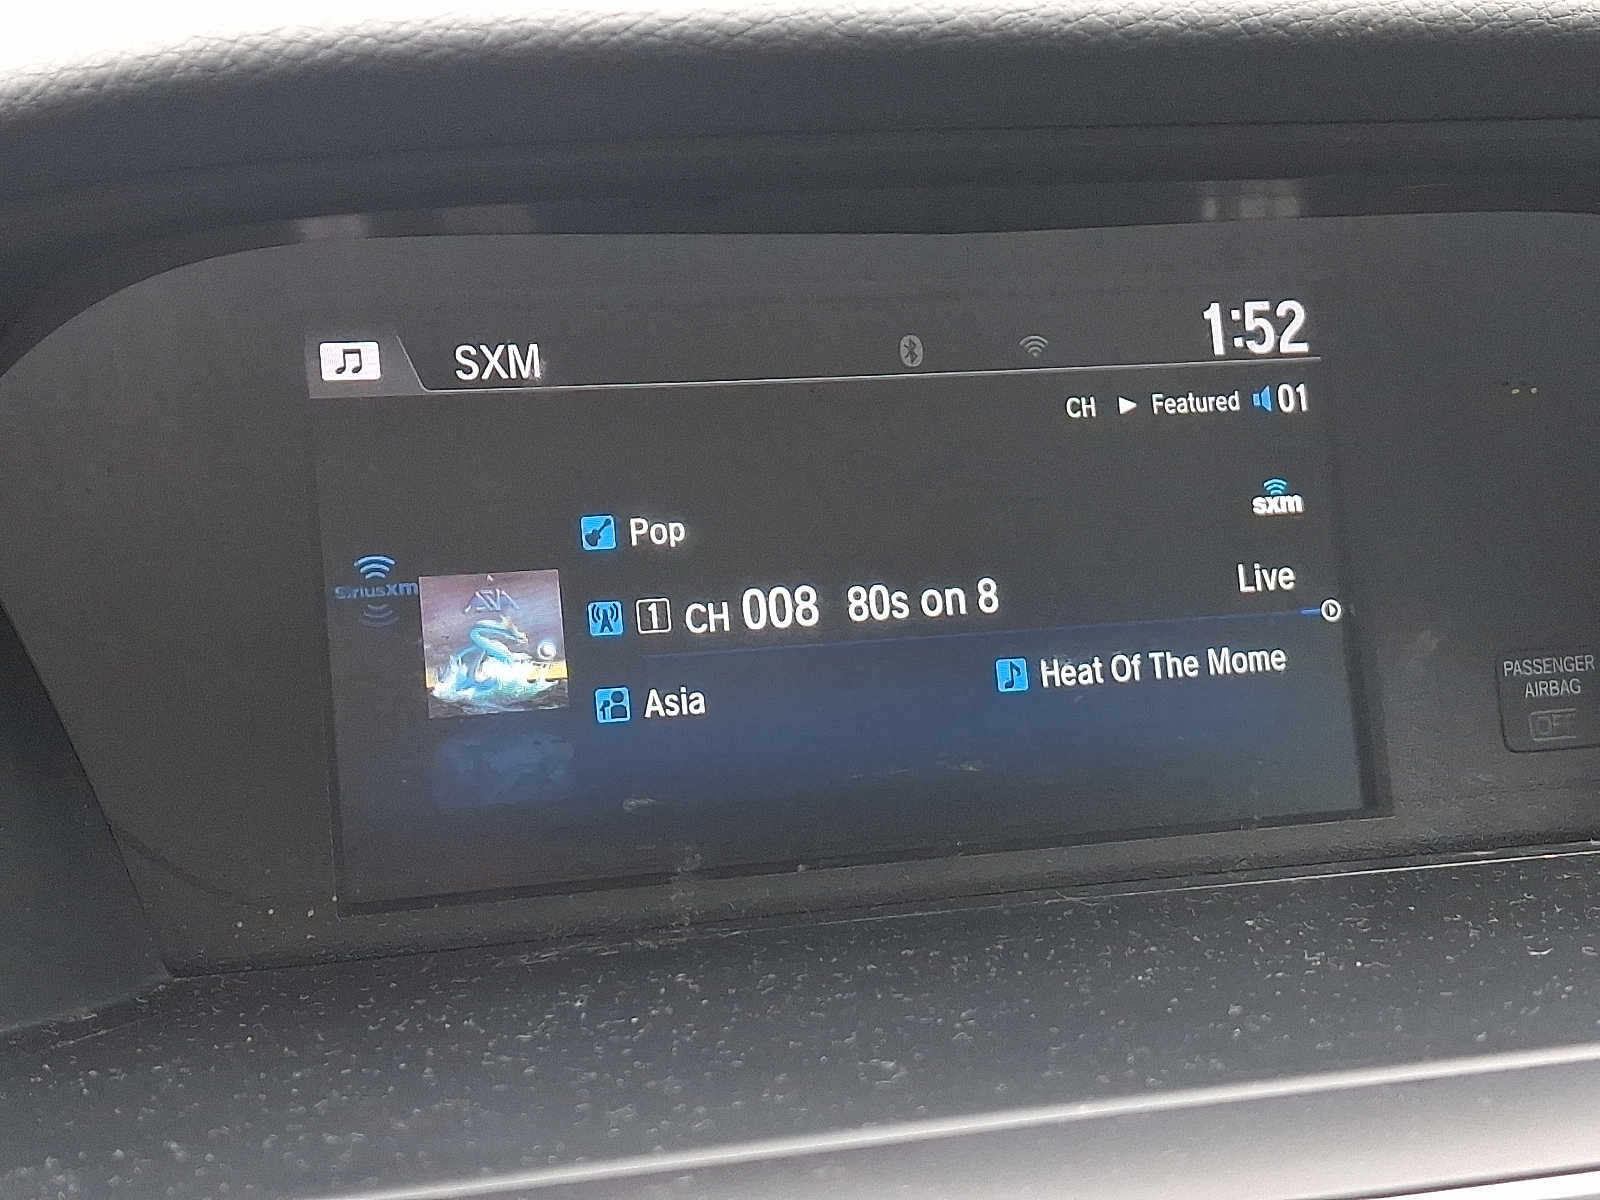 SXM
1:52
CH ▶ Featured 01
sxm
Pop
siriusxm
ASIA
1 CH 008 80s on 8
Live
Asia
Heat Of The Mome
PASSENGER
AIRBAG
OFF